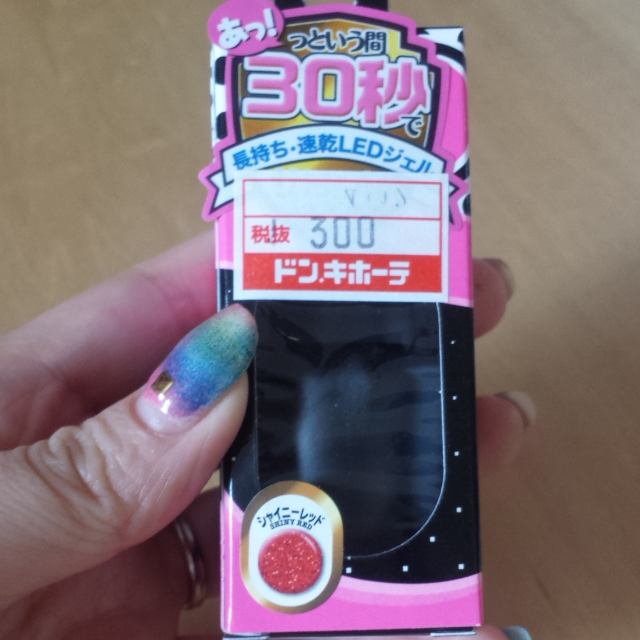 あっ!
っという間
30秒で
長持ち・速乾LEDジェル
税抜 300
ドン.キホーテ
シャイニーレッド
SHINY RED